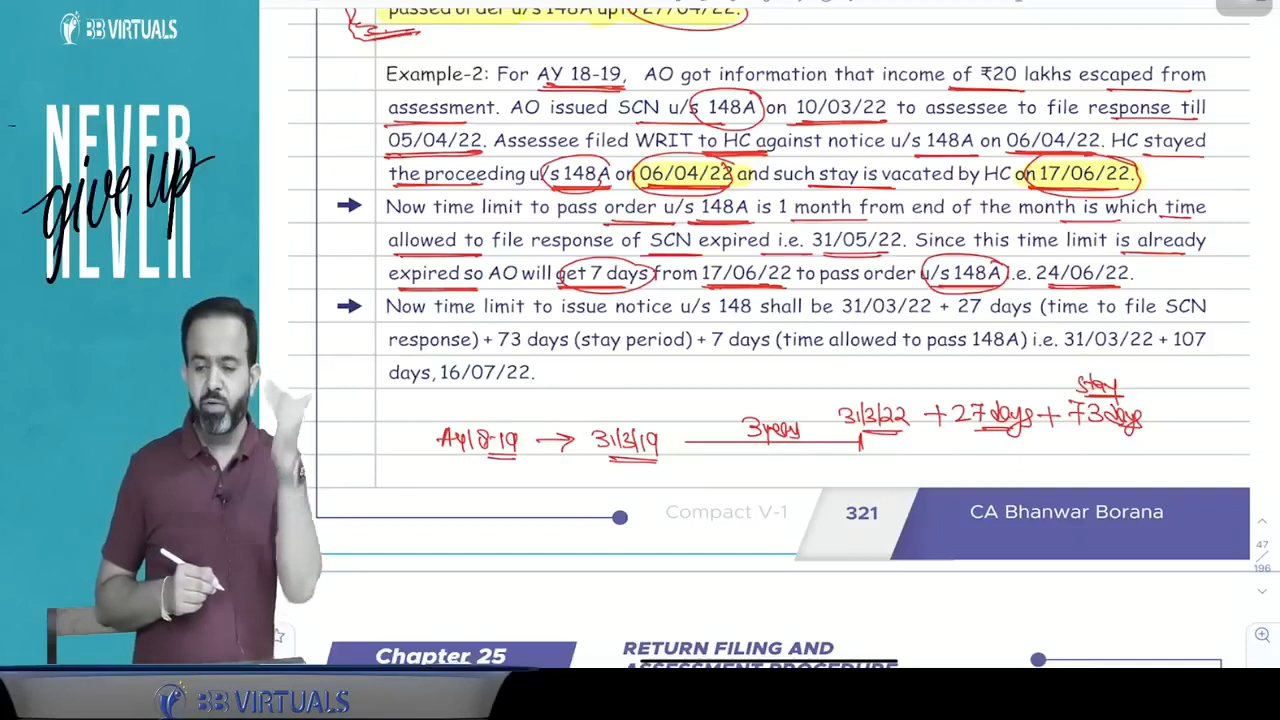 BB VIRTUALS
NEVER
give up
NEVER
passed order u/s 148A up to 27/04/22.
Example-2: For AY 18-19, AO got information that income of ₹20 lakhs escaped from
assessment. AO issued SCN u/s 148A on 10/03/22 to assessee to file response till
05/04/22. Assessee filed WRIT to HC against notice u/s 148A on 06/04/22. HC stayed
the proceeding u/s 148A on 06/04/22 and such stay is vacated by HC on 17/06/22.
Now time limit to pass order u/s 148A is 1 month from end of the month is which time
allowed to file response of SCN expired i.e. 31/05/22. Since this time limit is already
expired so AO will get 7 days from 17/06/22 to pass order u/s 148A i.e. 24/06/22.
Now time limit to issue notice u/s 148 shall be 31/03/22 + 27 days (time to file SCN
response) + 73 days (stay period) + 7 days (time allowed to pass 148A) i.e. 31/03/22 + 107
days, 16/07/22.
stay
Ay18-19 → 31/3/19 3 years 31/3/22 + 27 days + 73 days
Compact V-1 321 CA Bhanwar Borana
47
196
Chapter 25 RETURN FILING AND
ASSESSMENT PROCEDURE
BB VIRTUALS